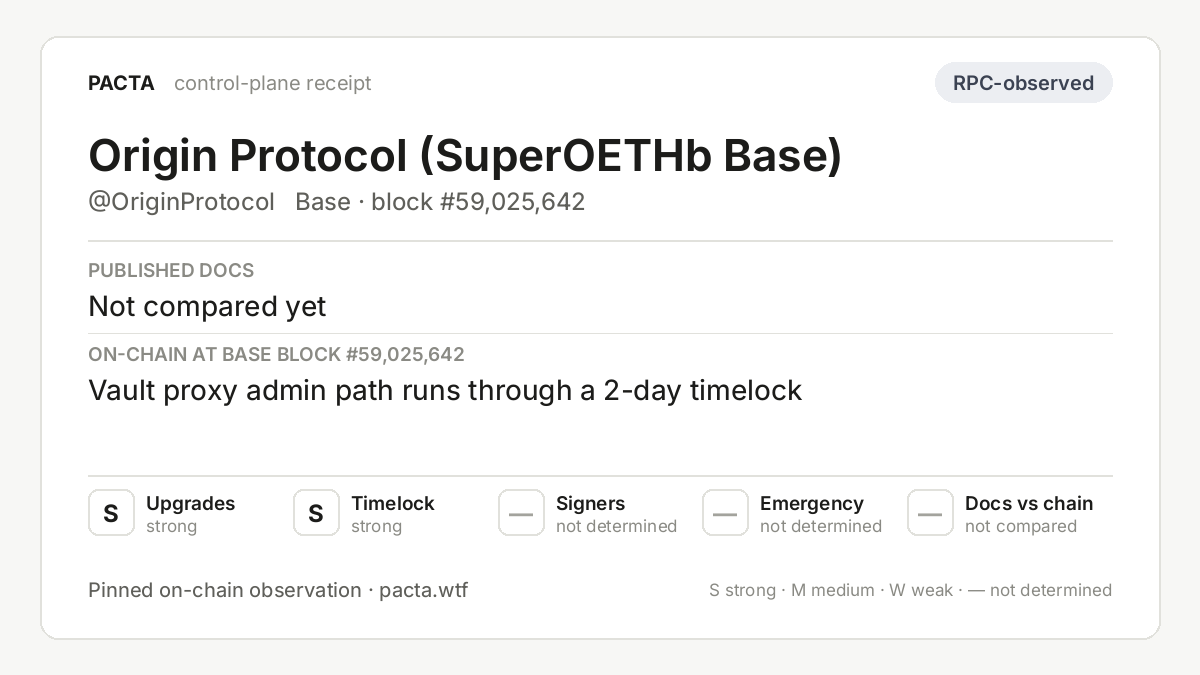 PACTA control-plane receipt RPC-observed
Origin Protocol (SuperOETHb Base)
@OriginProtocol Base · block #59,025,642
PUBLISHED DOCS
Not compared yet
ON-CHAIN AT BASE BLOCK #59,025,642
Vault proxy admin path runs through a 2-day timelock
S Upgrades strong
S Timelock strong
— Signers not determined
— Emergency not determined
— Docs vs chain not compared
Pinned on-chain observation · pacta.wtf
S strong · M medium · W weak · — not determined